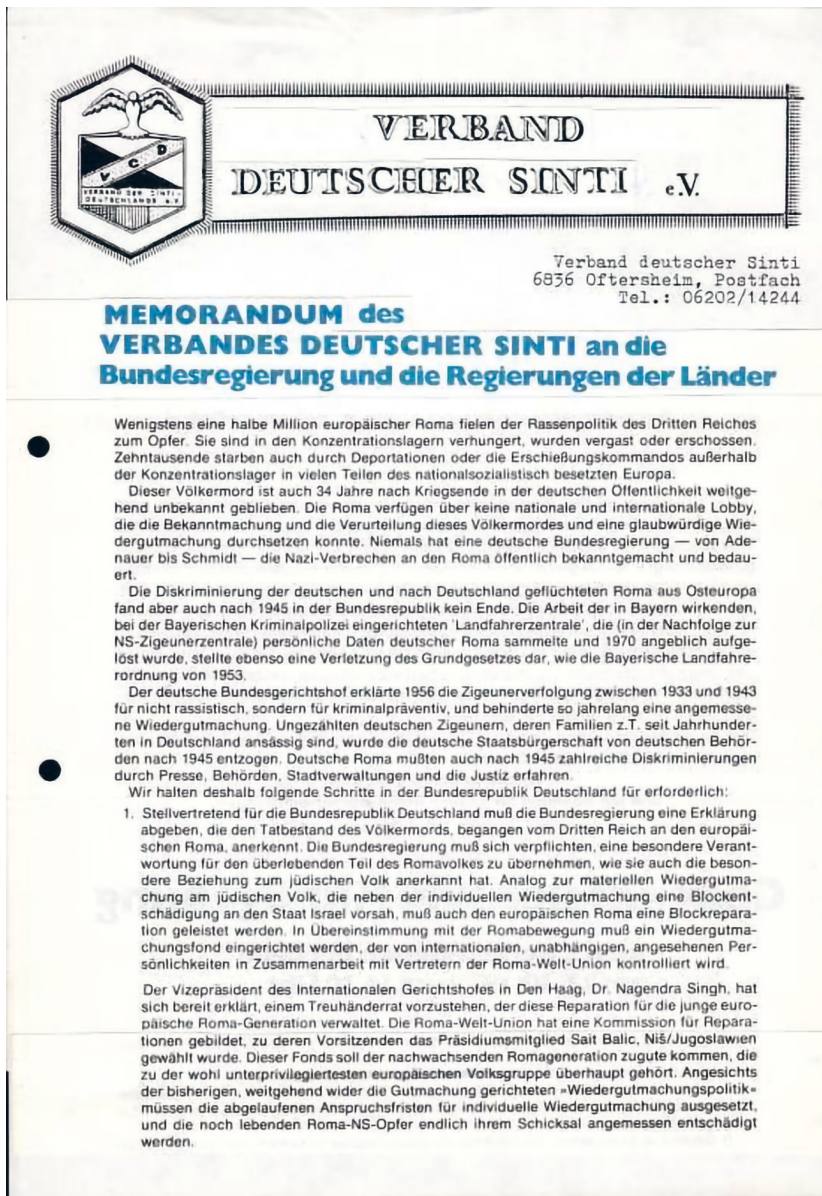 VERBAND
DEUTSCHER SINTI e.V.
V C D
VERBAND DER SINTI
DEUTSCHLANDS e.V.
Verband deutscher Sinti
6836 Oftersheim, Postfach
Tel.: 06202/14244
MEMORANDUM des
VERBANDES DEUTSCHER SINTI an die
Bundesregierung und die Regierungen der Länder
Wenigstens eine halbe Million europäischer Roma fielen der Rassenpolitik des Dritten Reiches
zum Opfer. Sie sind in den Konzentrationslagern verhungert, wurden vergast oder erschossen.
Zehntausende starben auch durch Deportationen oder die Erschießungskommandos außerhalb
der Konzentrationslager in vielen Teilen des nationalsozialistisch besetzten Europa.
Dieser Völkermord ist auch 34 Jahre nach Kriegsende in der deutschen Öffentlichkeit weitge-
hend unbekannt geblieben. Die Roma verfügen über keine nationale und internationale Lobby,
die die Bekanntmachung und die Verurteilung dieses Völkermordes und eine glaubwürdige Wie-
dergutmachung durchsetzen konnte. Niemals hat eine deutsche Bundesregierung — von Ade-
nauer bis Schmidt — die Nazi-Verbrechen an den Roma öffentlich bekanntgemacht und bedau-
ert.
Die Diskriminierung der deutschen und nach Deutschland geflüchteten Roma aus Osteuropa
fand aber auch nach 1945 in der Bundesrepublik kein Ende. Die Arbeit der in Bayern wirkenden,
bei der Bayerischen Kriminalpolizei eingerichteten 'Landfahrerzentrale', die (in der Nachfolge zur
NS-Zigeunerzentrale) persönliche Daten deutscher Roma sammelte und 1970 angeblich aufge-
löst wurde, stellte ebenso eine Verletzung des Grundgesetzes dar, wie die Bayerische Landfahre-
rordnung von 1953.
Der deutsche Bundesgerichtshof erklärte 1956 die Zigeunerverfolgung zwischen 1933 und 1943
für nicht rassistisch, sondern für kriminalpräventiv, und behinderte so jahrelang eine angemesse-
ne Wiedergutmachung. Ungezählten deutschen Zigeunern, deren Familien z.T. seit Jahrhunder-
ten in Deutschland ansässig sind, wurde die deutsche Staatsbürgerschaft von deutschen Behör-
den nach 1945 entzogen. Deutsche Roma mußten auch nach 1945 zahlreiche Diskriminierungen
durch Presse, Behörden, Stadtverwaltungen und die Justiz erfahren.
Wir halten deshalb folgende Schritte in der Bundesrepublik Deutschland für erforderlich:
1. Stellvertretend für die Bundesrepublik Deutschland muß die Bundesregierung eine Erklärung
abgeben, die den Tatbestand des Völkermords, begangen vom Dritten Reich an den europäi-
schen Roma, anerkennt. Die Bundesregierung muß sich verpflichten, eine besondere Verant-
wortung für den überlebenden Teil des Romavolkes zu übernehmen, wie sie auch die beson-
dere Beziehung zum jüdischen Volk anerkannt hat. Analog zur materiellen Wiedergutma-
chung am jüdischen Volk, die neben der individuellen Wiedergutmachung eine Blockent-
schädigung an den Staat Israel vorsah, muß auch den europäischen Roma eine Blockrepara-
tion geleistet werden. In Übereinstimmung mit der Romabewegung muß ein Wiedergutma-
chungsfond eingerichtet werden, der von internationalen, unabhängigen, angesehenen Per-
sönlichkeiten in Zusammenarbeit mit Vertretern der Roma-Welt-Union kontrolliert wird.
Der Vizepräsident des Internationalen Gerichtshofes in Den Haag, Dr. Nagendra Singh, hat
sich bereit erklärt, einem Treuhänderrat vorzustehen, der diese Reparation für die junge euro-
päische Roma-Generation verwaltet. Die Roma-Welt-Union hat eine Kommission für Repara-
tionen gebildet, zu deren Vorsitzenden das Präsidiumsmitglied Sait Balic, Niš/Jugoslawien
gewählt wurde. Dieser Fonds soll der nachwachsenden Romageneration zugute kommen, die
zu der wohl unterprivilegiertesten europäischen Volksgruppe überhaupt gehört. Angesichts
der bisherigen, weitgehend wider die Gutmachung gerichteten »Wiedergutmachungspolitik«
müssen die abgelaufenen Anspruchsfristen für individuelle Wiedergutmachung ausgesetzt,
und die noch lebenden Roma-NS-Opfer endlich ihrem Schicksal angemessen entschädigt
werden.